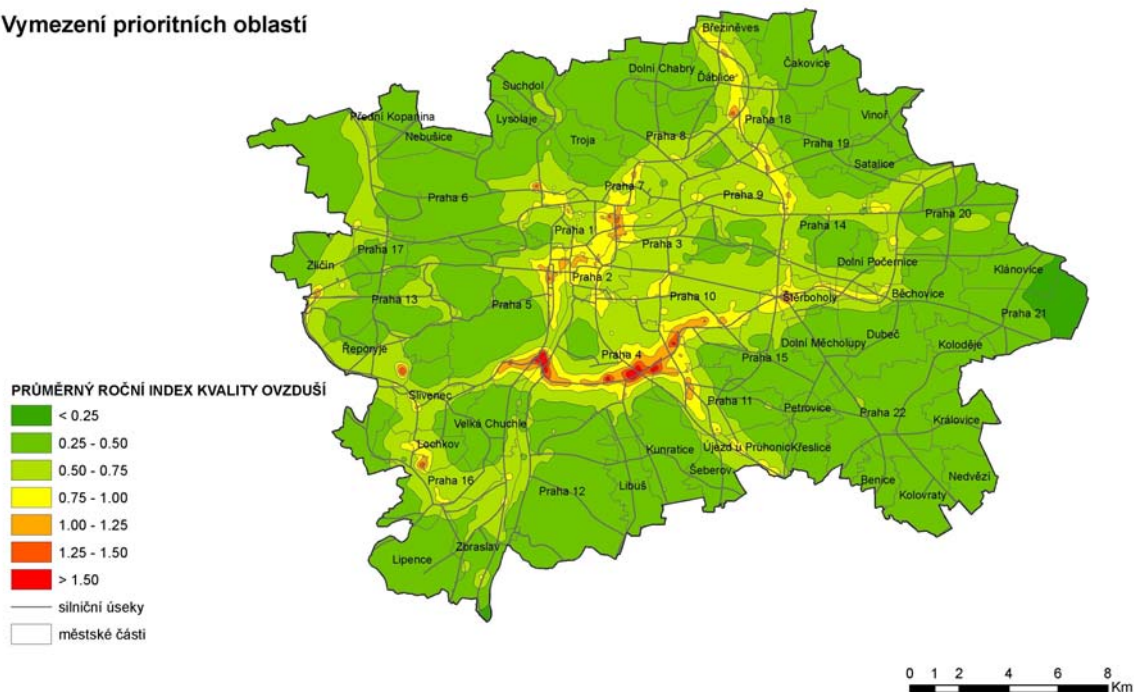 Vymezení prioritních oblastí
Březiněves
Dolní Chabry
Čakovice
Ďáblice
Suchdol
Přední Kopanina
Lysolaje
Vinoř
Praha 18
Nebušice
Troja
Praha 8
Praha 19
Satalice
Praha 7
Praha 6
Praha 9
Praha 20
Praha 14
Praha 1
Praha 3
Praha 17
Dolní Počernice
Zličín
Klánovice
Praha 2
Praha 13
Praha 5
Praha 10
Štěrboholy
Běchovice
Praha 21
Dubeč
Dolní Měcholupy
Koloděje
Řeporyje
Praha 4
Praha 15
Slivenec
Praha 11
Petrovice
Praha 22
Královice
Velká Chuchle
Lochkov
Kunratice
Újezd u Průhonic
Křeslice
Šeberov
Praha 16
Praha 12
Libuš
Benice
Nedvězí
Kolovraty
Zbraslav
Lipence
PRŮMĚRNÝ ROČNÍ INDEX KVALITY OVZDUŠÍ
< 0.25
0.25 - 0.50
0.50 - 0.75
0.75 - 1.00
1.00 - 1.25
1.25 - 1.50
> 1.50
silniční úseky
městské části
0 1 2 4 6 8
Km